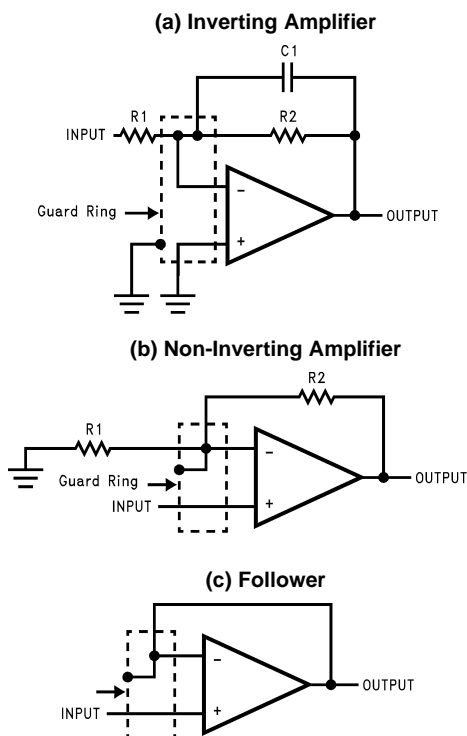 (a) Inverting Amplifier
C1
R1
R2
INPUT
-
Guard Ring
+
OUTPUT
(b) Non-Inverting Amplifier
R2
R1
-
Guard Ring
OUTPUT
INPUT
+
(c) Follower
-
OUTPUT
INPUT
+